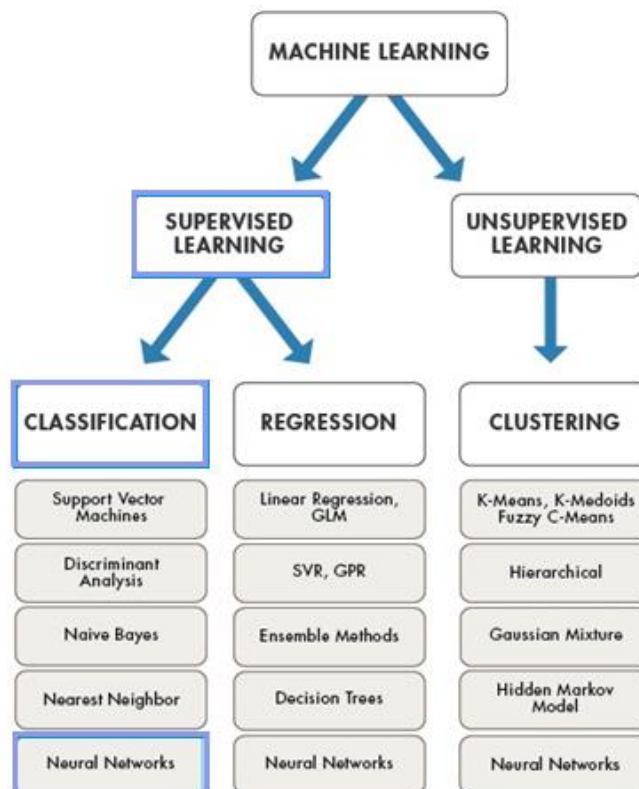 MACHINE LEARNING
SUPERVISED
LEARNING
UNSUPERVISED
LEARNING
CLASSIFICATION
REGRESSION
CLUSTERING
Support Vector
Machines
Discriminant
Analysis
Naive Bayes
Nearest Neighbor
Neural Networks
Linear Regression,
GLM
SVR, GPR
Ensemble Methods
Decision Trees
Neural Networks
K-Means, K-Medoids
Fuzzy C-Means
Hierarchical
Gaussian Mixture
Hidden Markov
Model
Neural Networks